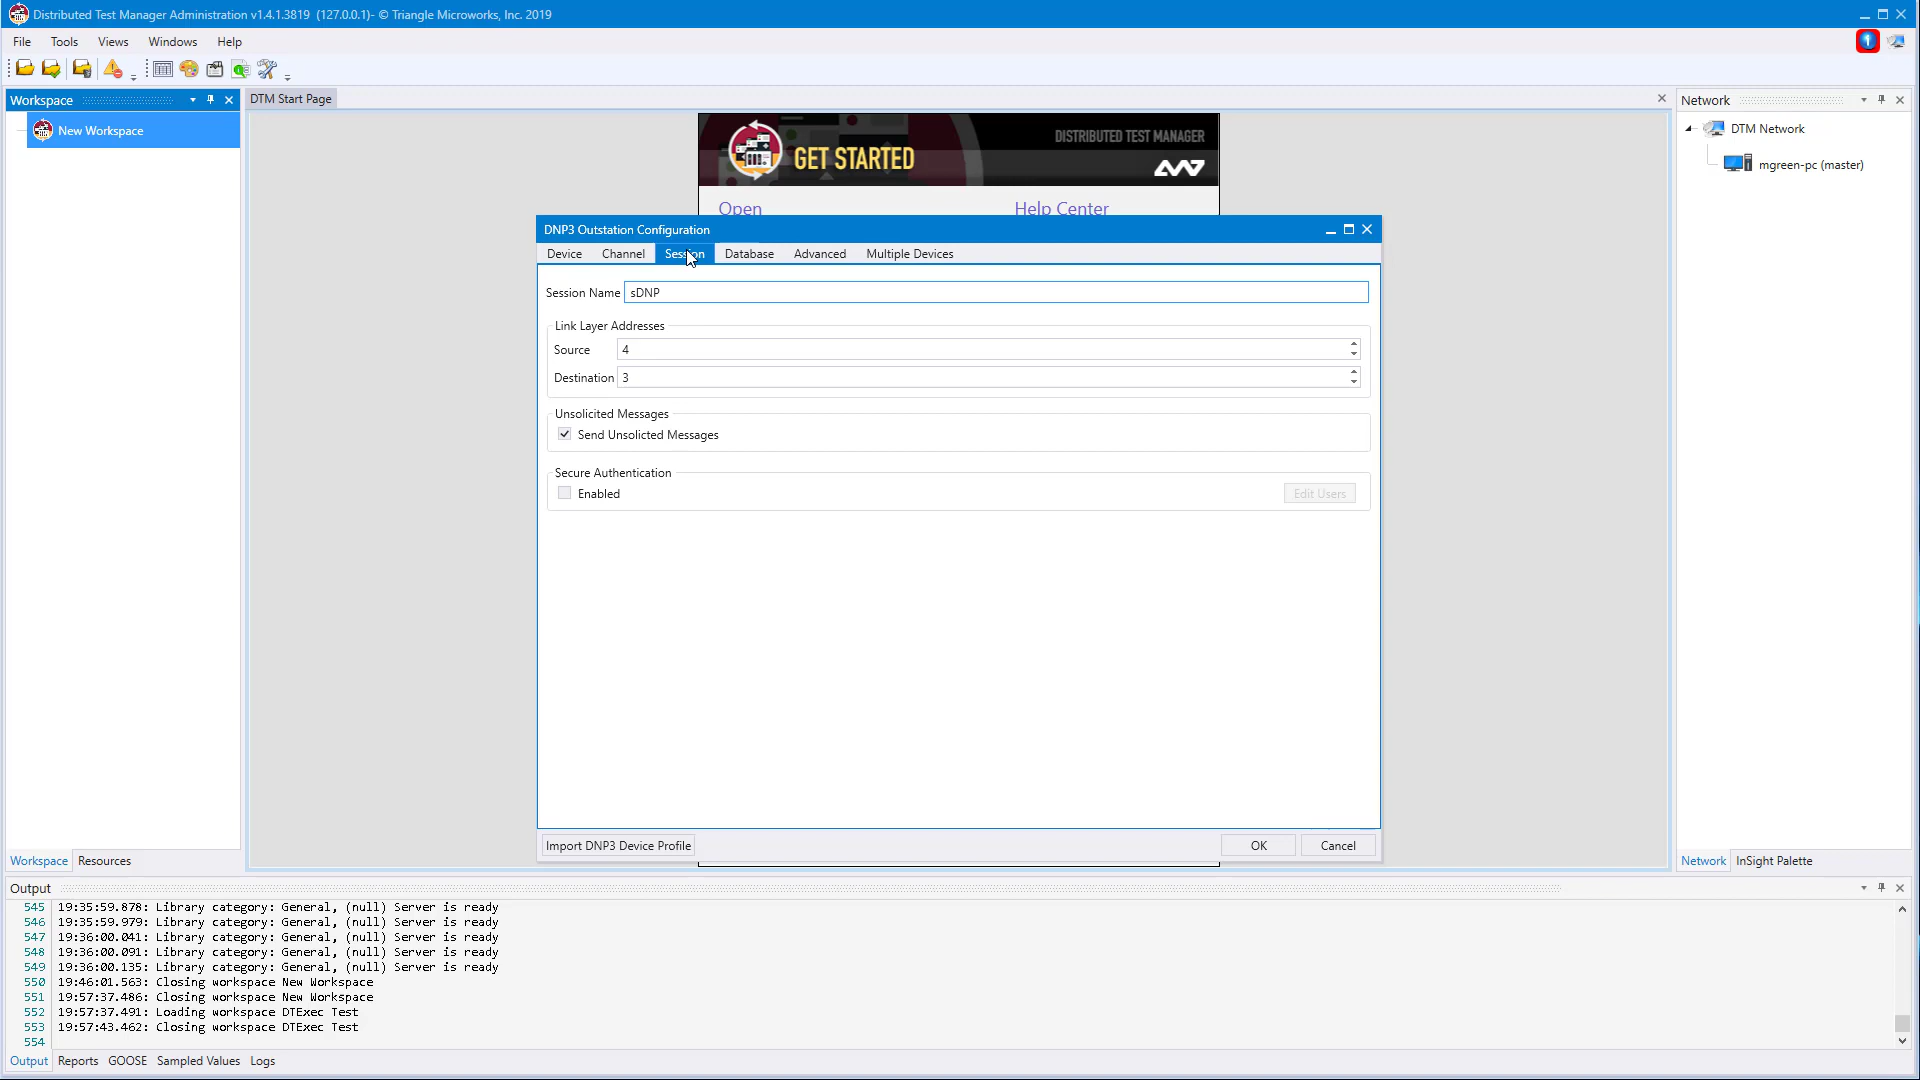 Distributed Test Manager Administration v1.4.1.3819 (127.0.0.1)- © Triangle Microworks, Inc. 2019
File Tools Views Windows Help
Workspace
New Workspace
DTM Start Page
DISTRIBUTED TEST MANAGER
GET STARTED
Open
Help Center
Network
DTM Network
mgreen-pc (master)
DNP3 Outstation Configuration
Device Channel Session Database Advanced Multiple Devices
Session Name sDNP
Link Layer Addresses
Source 4
Destination 3
Unsolicited Messages
Send Unsolicted Messages
Secure Authentication
Enabled
Edit Users
Import DNP3 Device Profile
OK
Cancel
Workspace Resources
Network InSight Palette
Output
545 19:35:59.878: Library category: General, (null) Server is ready
546 19:35:59.979: Library category: General, (null) Server is ready
547 19:36:00.041: Library category: General, (null) Server is ready
548 19:36:00.091: Library category: General, (null) Server is ready
549 19:36:00.135: Library category: General, (null) Server is ready
550 19:46:01.563: Closing workspace New Workspace
551 19:57:37.486: Closing workspace New Workspace
552 19:57:37.491: Loading workspace DTExec Test
553 19:57:43.462: Closing workspace DTExec Test
554
Output Reports GOOSE Sampled Values Logs